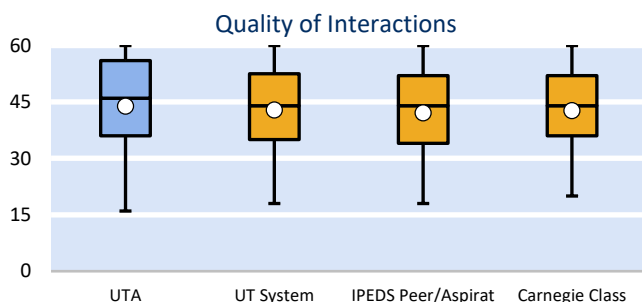 Quality of Interactions
60
45
30
15
0
UTA
UT System
IPEDS Peer/Aspirat
Carnegie Class